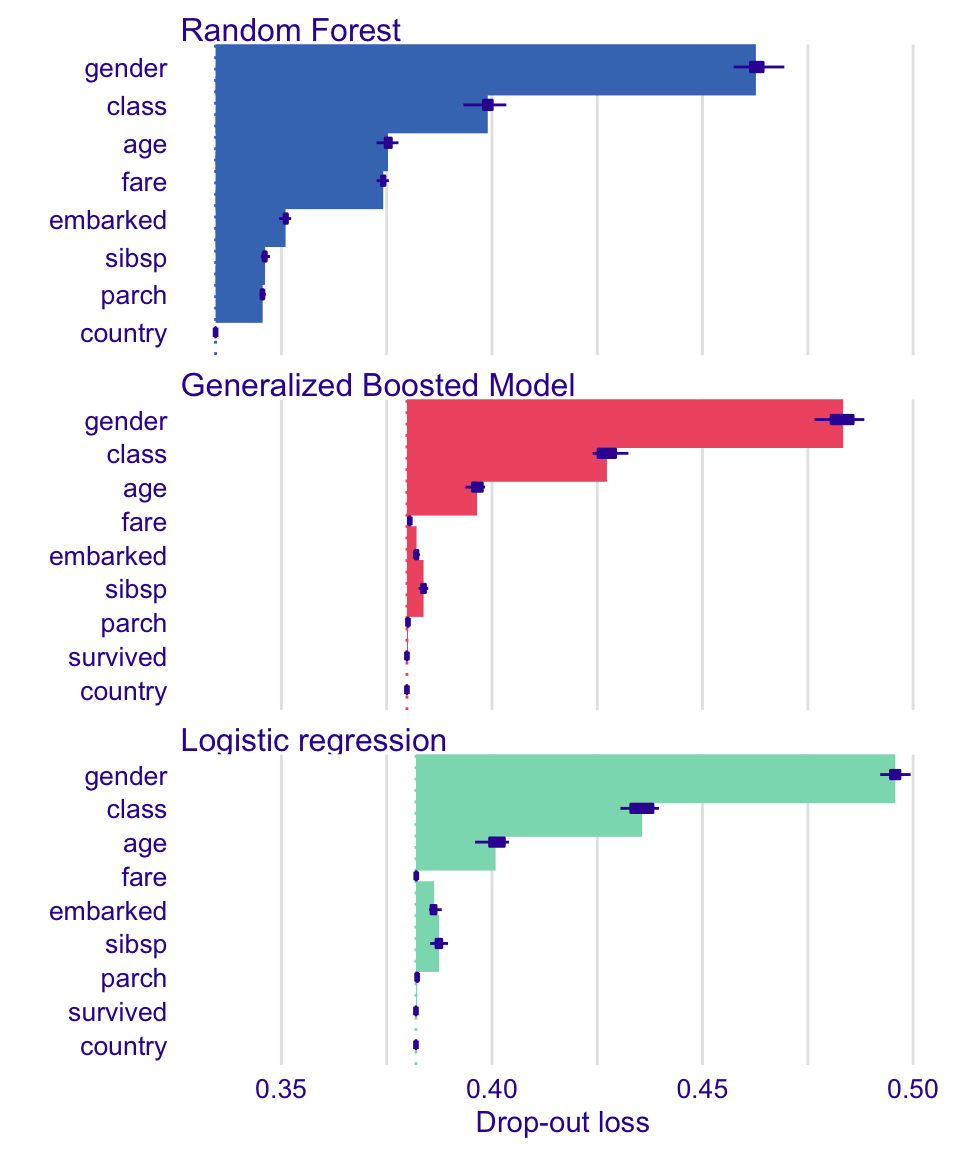 Random Forest
gender
class
age
fare
embarked
sibsp
parch
country
Generalized Boosted Model
gender
class
age
fare
embarked
sibsp
parch
survived
country
Logistic regression
gender
class
age
fare
embarked
sibsp
parch
survived
country
0.35 0.40 0.45 0.50
Drop-out loss